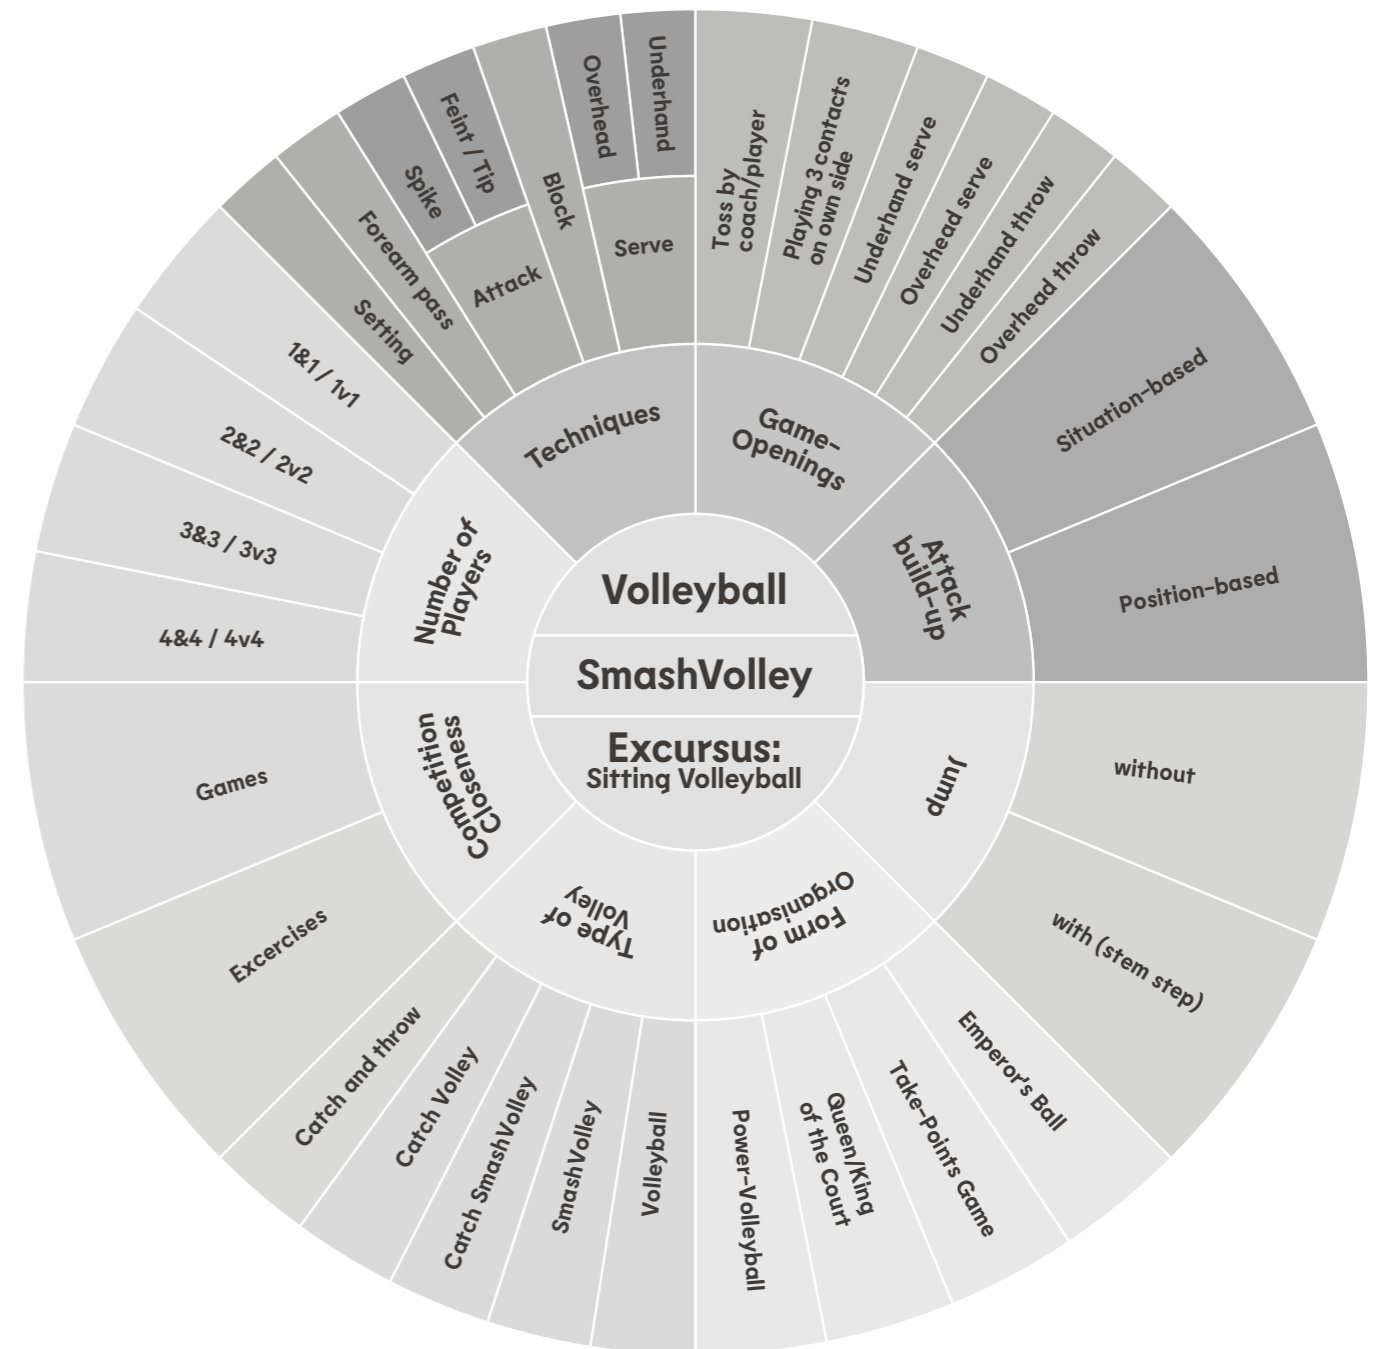 Volleyball
SmashVolley
Excursus:
Sitting Volleyball
Techniques
Setting
Forearm pass
Attack
Spike
Feint / Tip
Block
Serve
Overhead
Underhand
Game-
Openings
Toss by
coach/player
Playing 3 contacts
on own side
Underhand serve
Overhead serve
Underhand throw
Overhead throw
Attack
build-up
Situation-based
Position-based
Jump
without
with (stem step)
Form of
Organisation
Emperor's Ball
Take-Points Game
Queen/King
of the Court
Power-Volleyball
Type of
Volley
Volleyball
SmashVolley
Catch SmashVolley
Catch Volley
Catch and throw
Competition
Closeness
Excercises
Games
Number of
Players
4&4 / 4v4
3&3 / 3v3
2&2 / 2v2
1&1 / 1v1